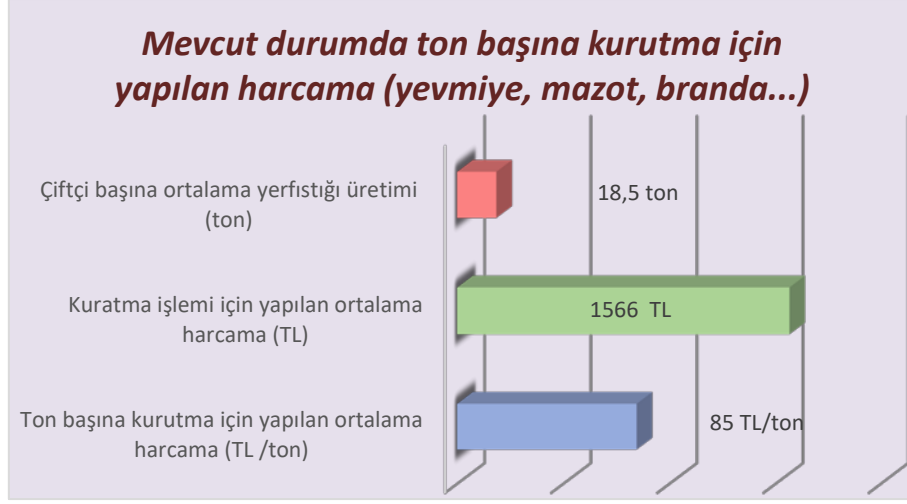 Mevcut durumda ton başına kurutma için
yapılan harcama (yevmiye, mazot, branda...)
Çiftçi başına ortalama yerfıstığı üretimi
(ton)
18,5 ton
Kuratma işlemi için yapılan ortalama
harcama (TL)
1566 TL
Ton başına kurutma için yapılan ortalama
harcama (TL /ton)
85 TL/ton